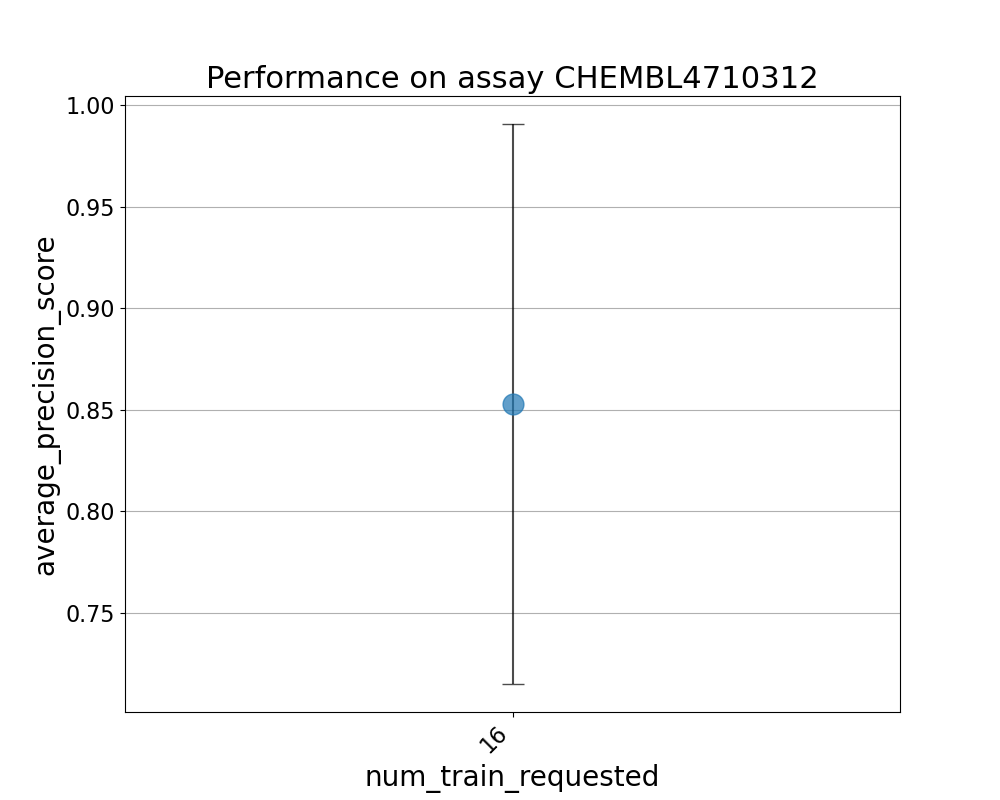 Performance on assay CHEMBL4710312
1.00
0.95
0.90
0.85
0.80
0.75
average_precision_score
16
num_train_requested